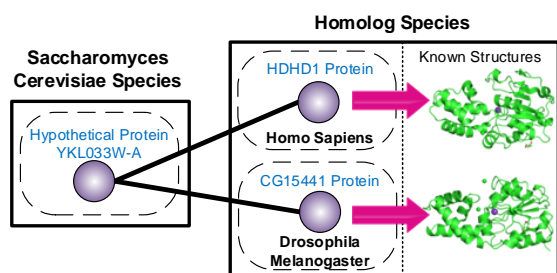 Homolog Species
Saccharomyces
Cerevisiae Species
Hypothetical Protein
YKL033W-A
HDHD1 Protein
Homo Sapiens
CG15441 Protein
Drosophila
Melanogaster
Known Structures